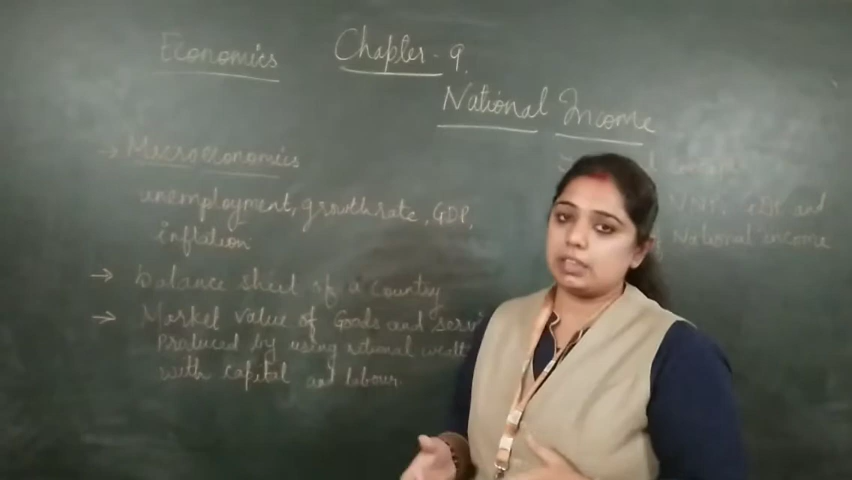 Economics
Chapter - 9.
National Income
→ Macroeconomics
unemployment, growth rate, GDP,
Inflation
→ balance sheet of a Country
→ Market value of Goods and Servi
Produced by using national wealt
with capital and labour.
NNP, GDP and
National income